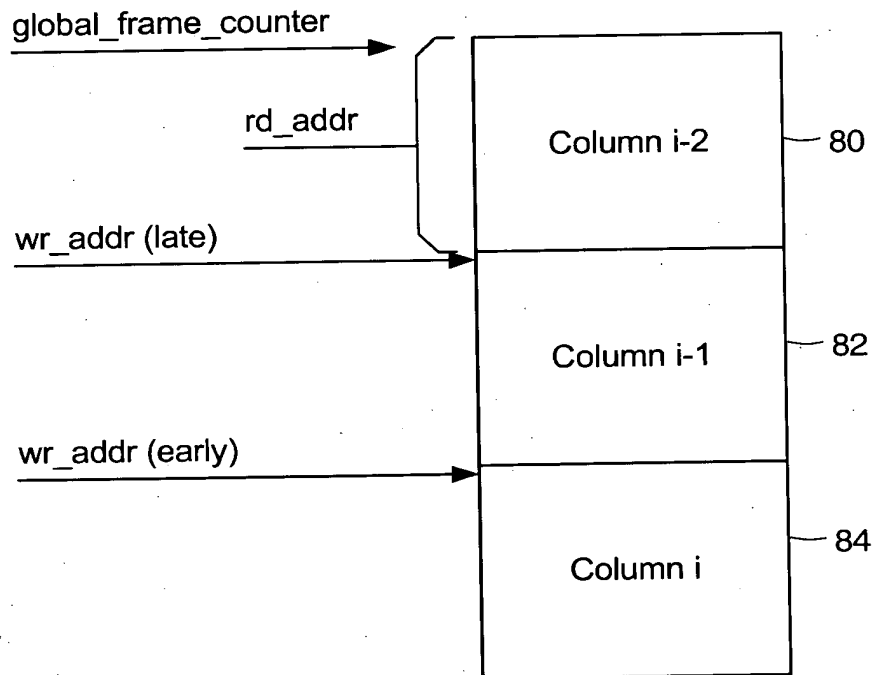 global_frame_counter
rd_addr
Column i-2
80
wr_addr (late)
Column i-1
82
wr_addr (early)
84
Column i